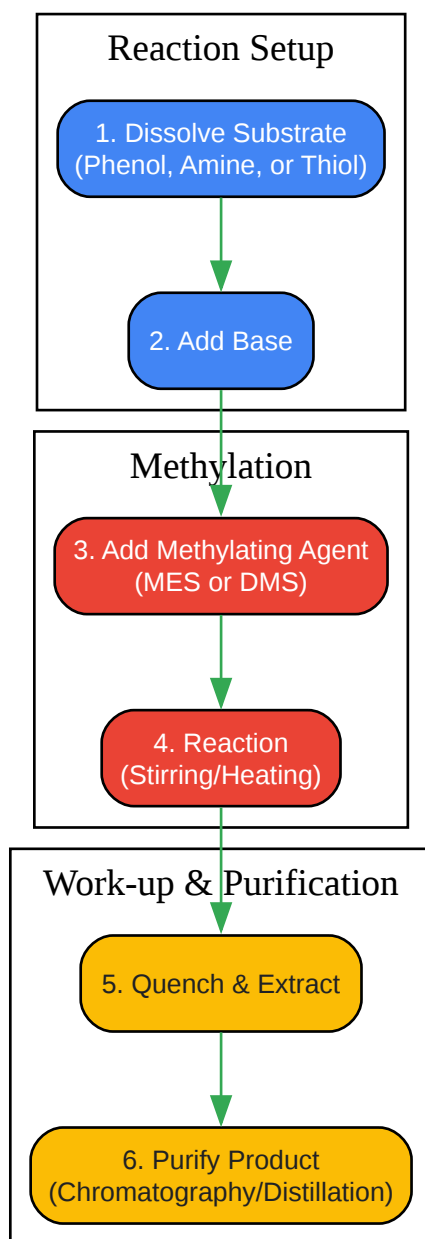 Reaction Setup
1. Dissolve Substrate
(Phenol, Amine, or Thiol)
2. Add Base
Methylation
3. Add Methylating Agent
(MES or DMS)
4. Reaction
(Stirring/Heating)
Work-up & Purification
5. Quench & Extract
6. Purify Product
(Chromatography/Distillation)